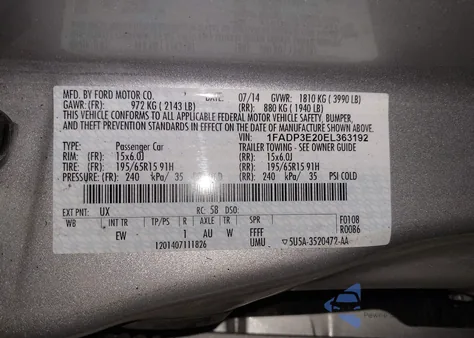 MFD. BY FORD MOTOR CO. DATE: 07/14 GVWR: 1810 KG ( 3990 LB)
GAWR: (FR) 972 KG ( 2143 LB) (RR) 880 KG ( 1940 LB)
THIS VEHICLE CONFORMS TO ALL APPLICABLE FEDERAL MOTOR VEHICLE SAFETY, BUMPER,
AND THEFT PREVENTION STANDARDS IN EFFECT ON THE DATE OF MANUFACTURE SHOWN ABOVE.
VIN: 1FADP3E20EL363192
TYPE: Passenger Car TRAILER TOWING - SEE OWNER GUIDE
RIM: (FR) 15x6.0J (RR) 15x6.0J
TIRES: (FR) 195/65R15 91H (RR) 195/65R15 91H
PRESSURE: (FR) 240 kPa/ 35 (RR) 240 kPa/ 35 PSI COLD
EXT PNT: UX RC: 58 DSO:
WB INT TR TP/PS R AXLE TR SPR F0108
EW 1 AU W FFFF R0086
1201407111826 UMU 5U5A-3520472-AA